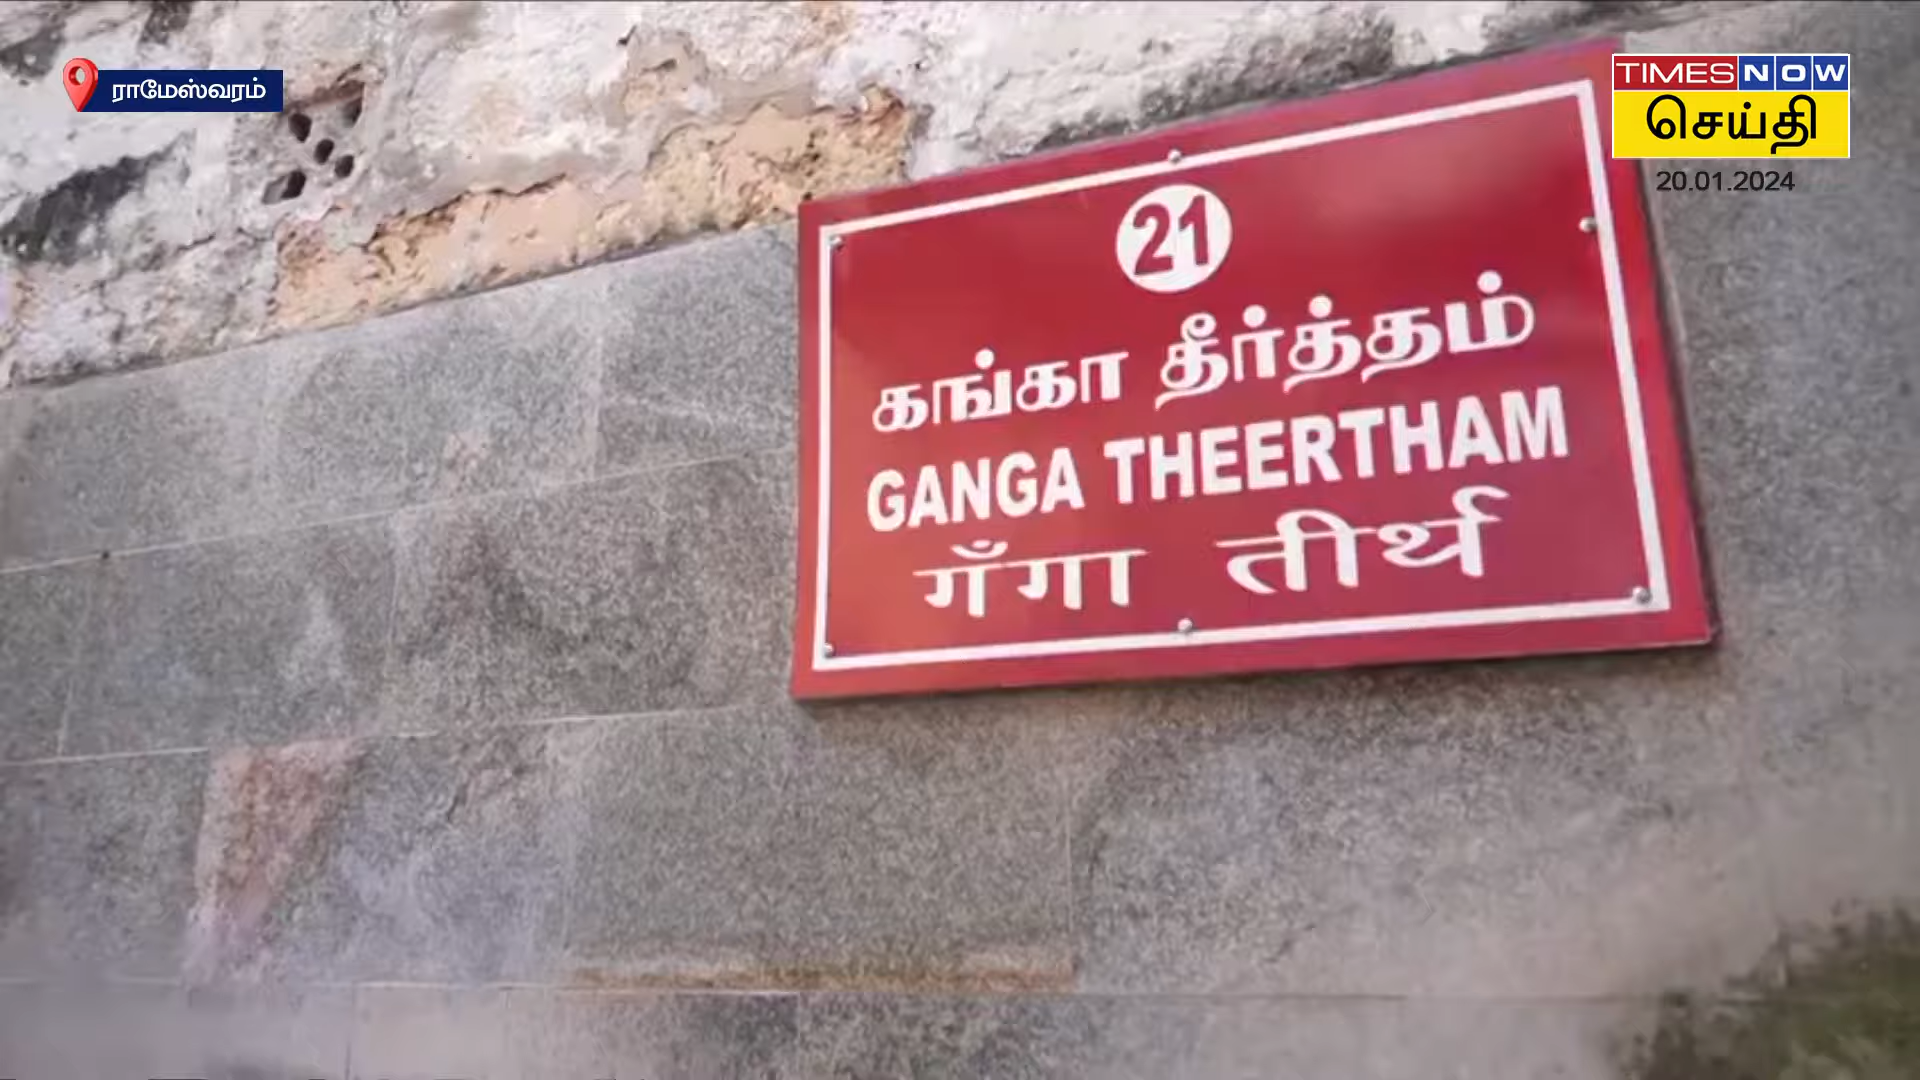 ராமேஸ்வரம்
TIMES NOW
செய்தி
20.01.2024
21
கங்கா தீர்த்தம்
GANGA THEERTHAM
गँगा तीर्थ